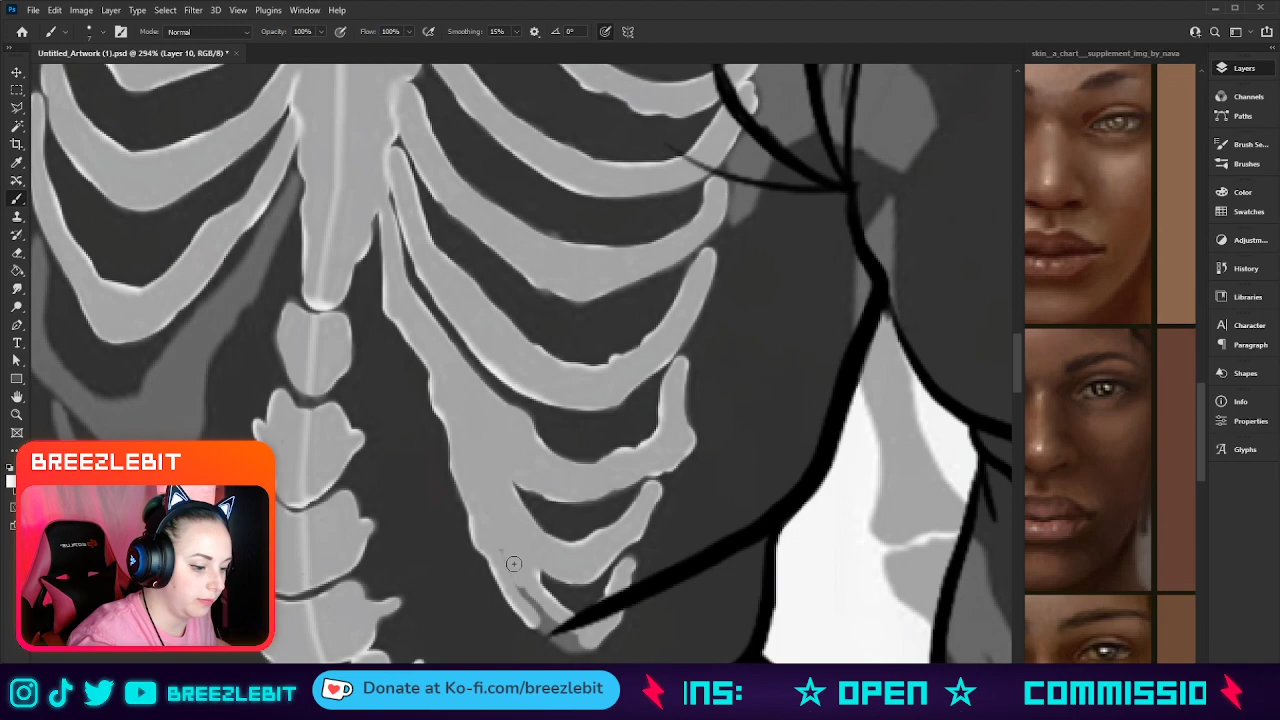 File Edit Image Layer Type Select Filter 3D View Plugins Window Help
Mode: Normal Opacity: 100% Flow: 100% Smoothing: 15% 0°
Untitled_Artwork (1).psd @ 294% (Layer 10, RGB/8) *
skin__a_chart__supplement_img_by_nava
Layers
Channels
Paths
Brush Se...
Brushes
Color
Swatches
Adjustm...
History
Libraries
Character
Paragraph
Shapes
Info
Properties
Glyphs
BREEZLEBIT
BREEZLEBIT
Donate at Ko-fi.com/breezlebit
INS: ☆ OPEN ☆ COMMISSIO